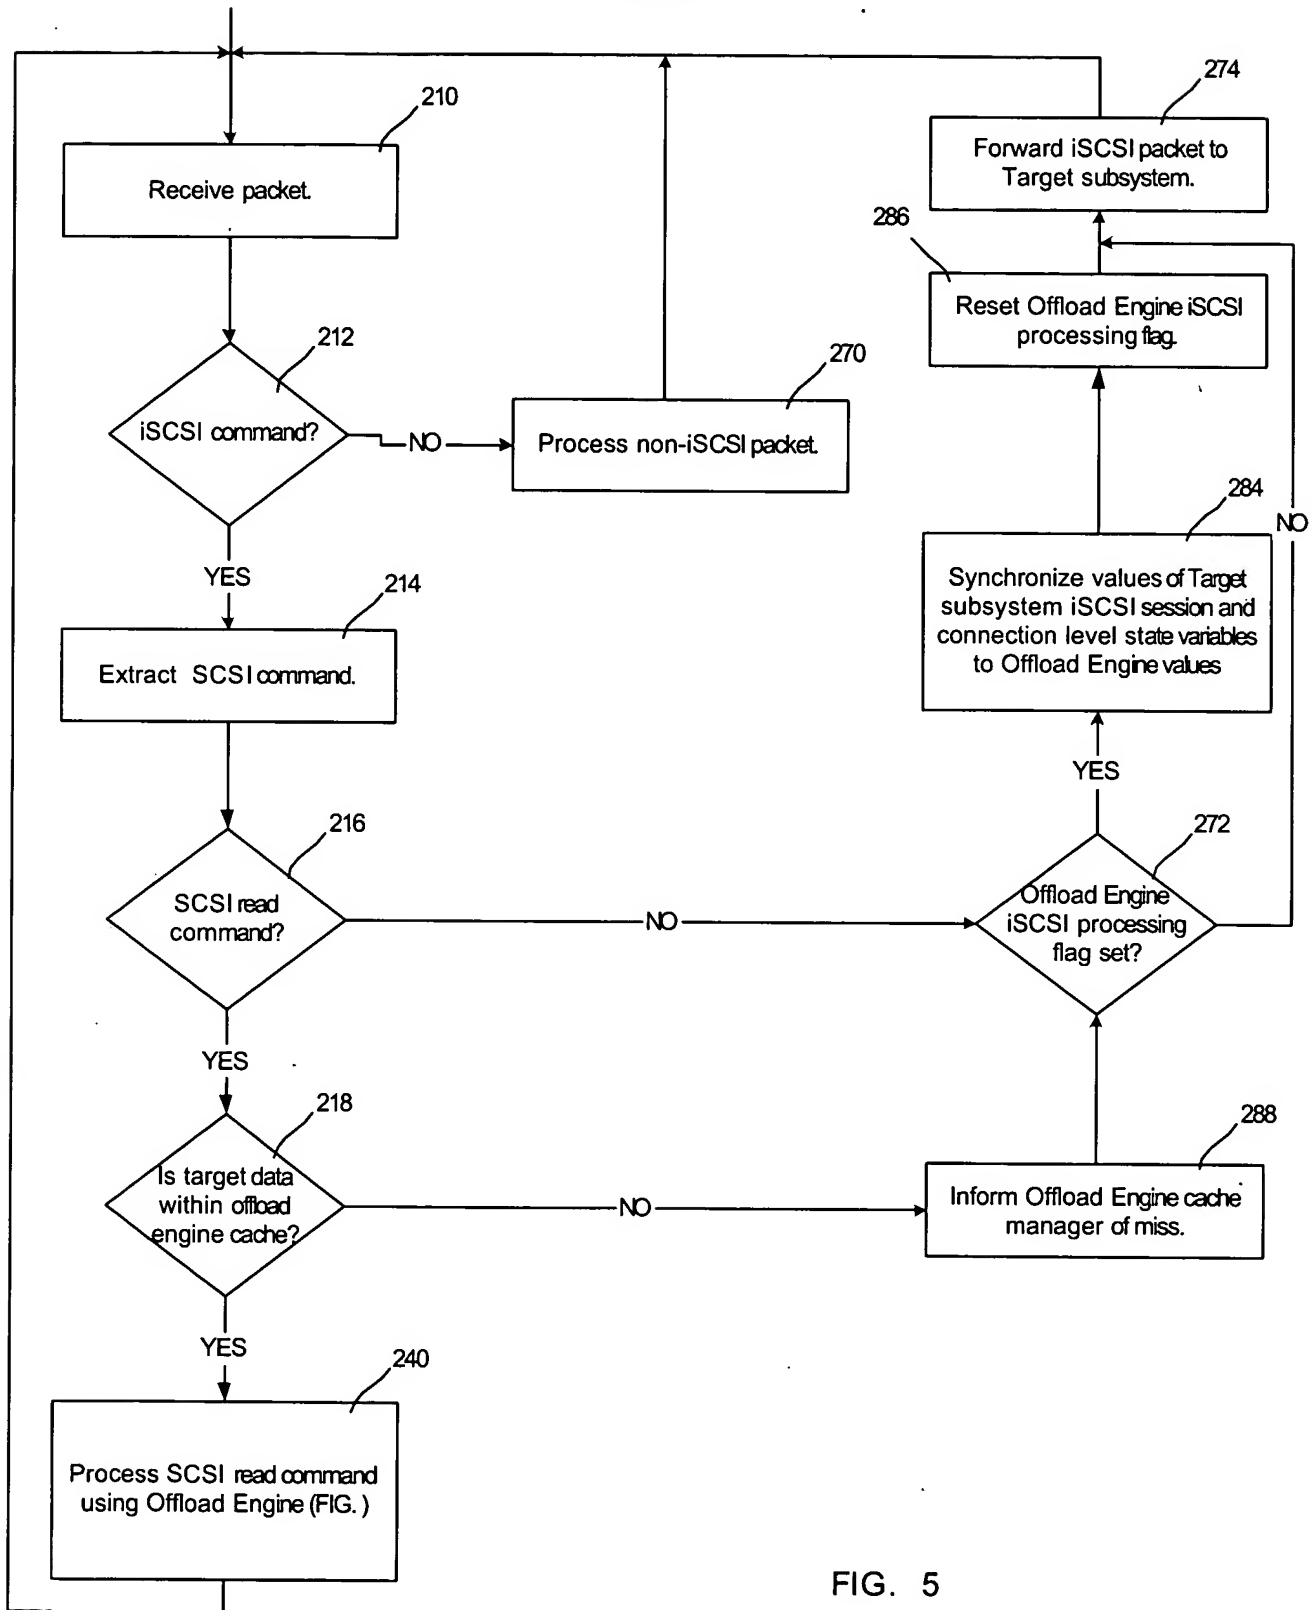 210
Receive packet.
212
iSCSI command?
NO
270
Process non-iSCSI packet.
YES
214
Extract SCSI command.
216
SCSI read
command?
NO
YES
218
Is target data
within offload
engine cache?
NO
YES
240
Process SCSI read command
using Offload Engine (FIG. )
274
Forward iSCSI packet to
Target subsystem.
286
Reset Offload Engine iSCSI
processing flag.
284
NO
Synchronize values of Target
subsystem iSCSI session and
connection level state variables
to Offload Engine values
YES
272
Offload Engine
iSCSI processing
flag set?
288
Inform Offload Engine cache
manager of miss.
FIG. 5